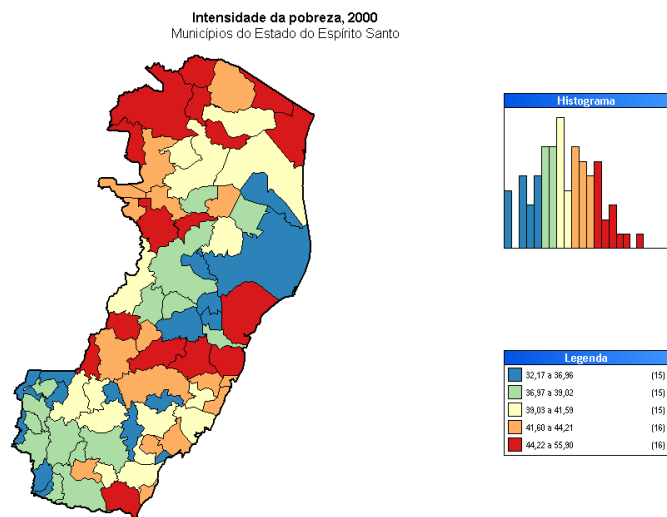 Intensidade da pobreza, 2000
Municípios do Estado do Espírito Santo
Histograma
Legenda
32,17 a 36,96 (15)
36,97 a 39,02 (15)
39,03 a 41,59 (15)
41,60 a 44,21 (16)
44,22 a 55,90 (16)